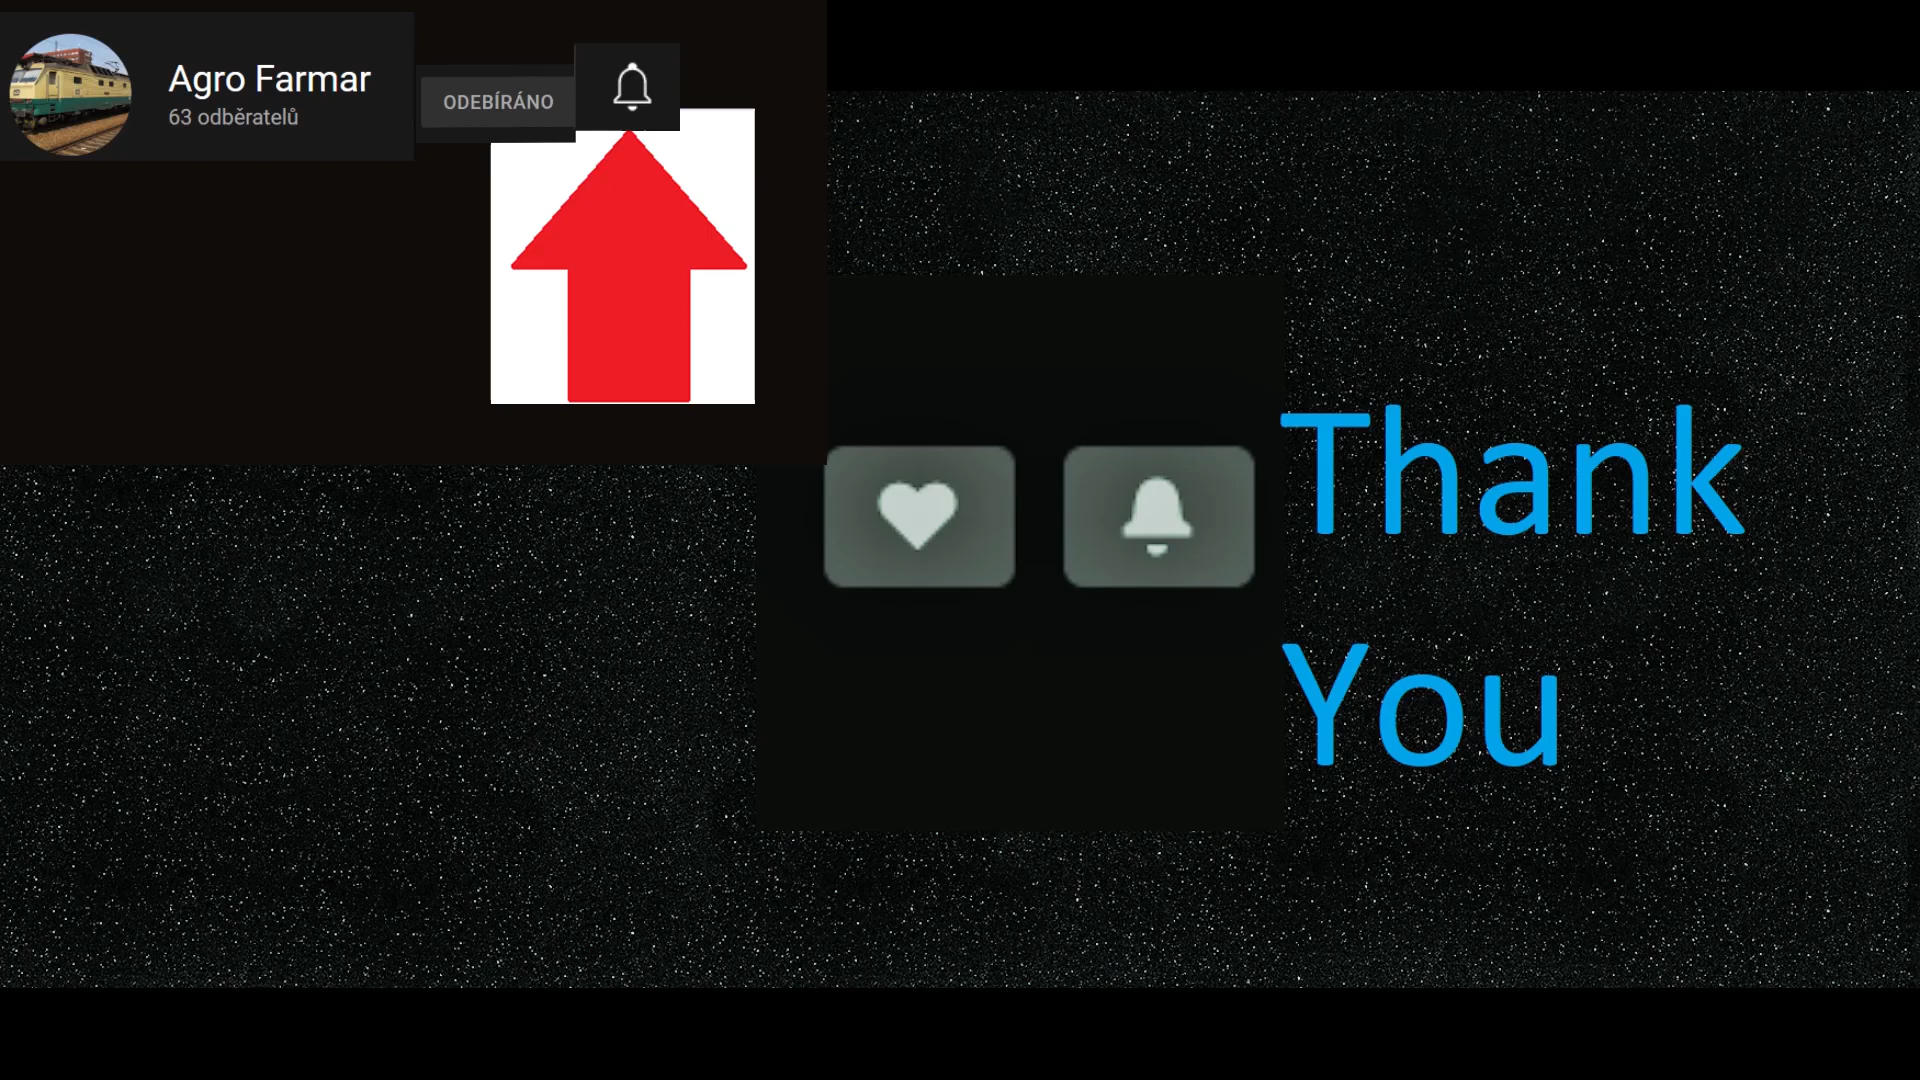 Agro Farmar
63 odběratelů
ODEBÍRÁNO
Thank
You